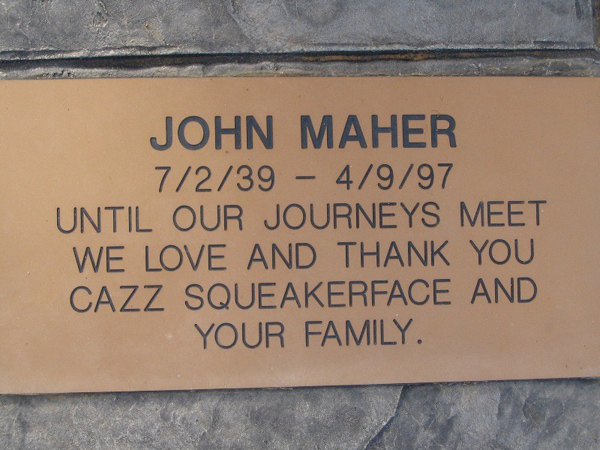 JOHN MAHER
7/2/39 - 4/9/97
UNTIL OUR JOURNEYS MEET
WE LOVE AND THANK YOU
CAZZ SQUEAKERFACE AND
YOUR FAMILY.